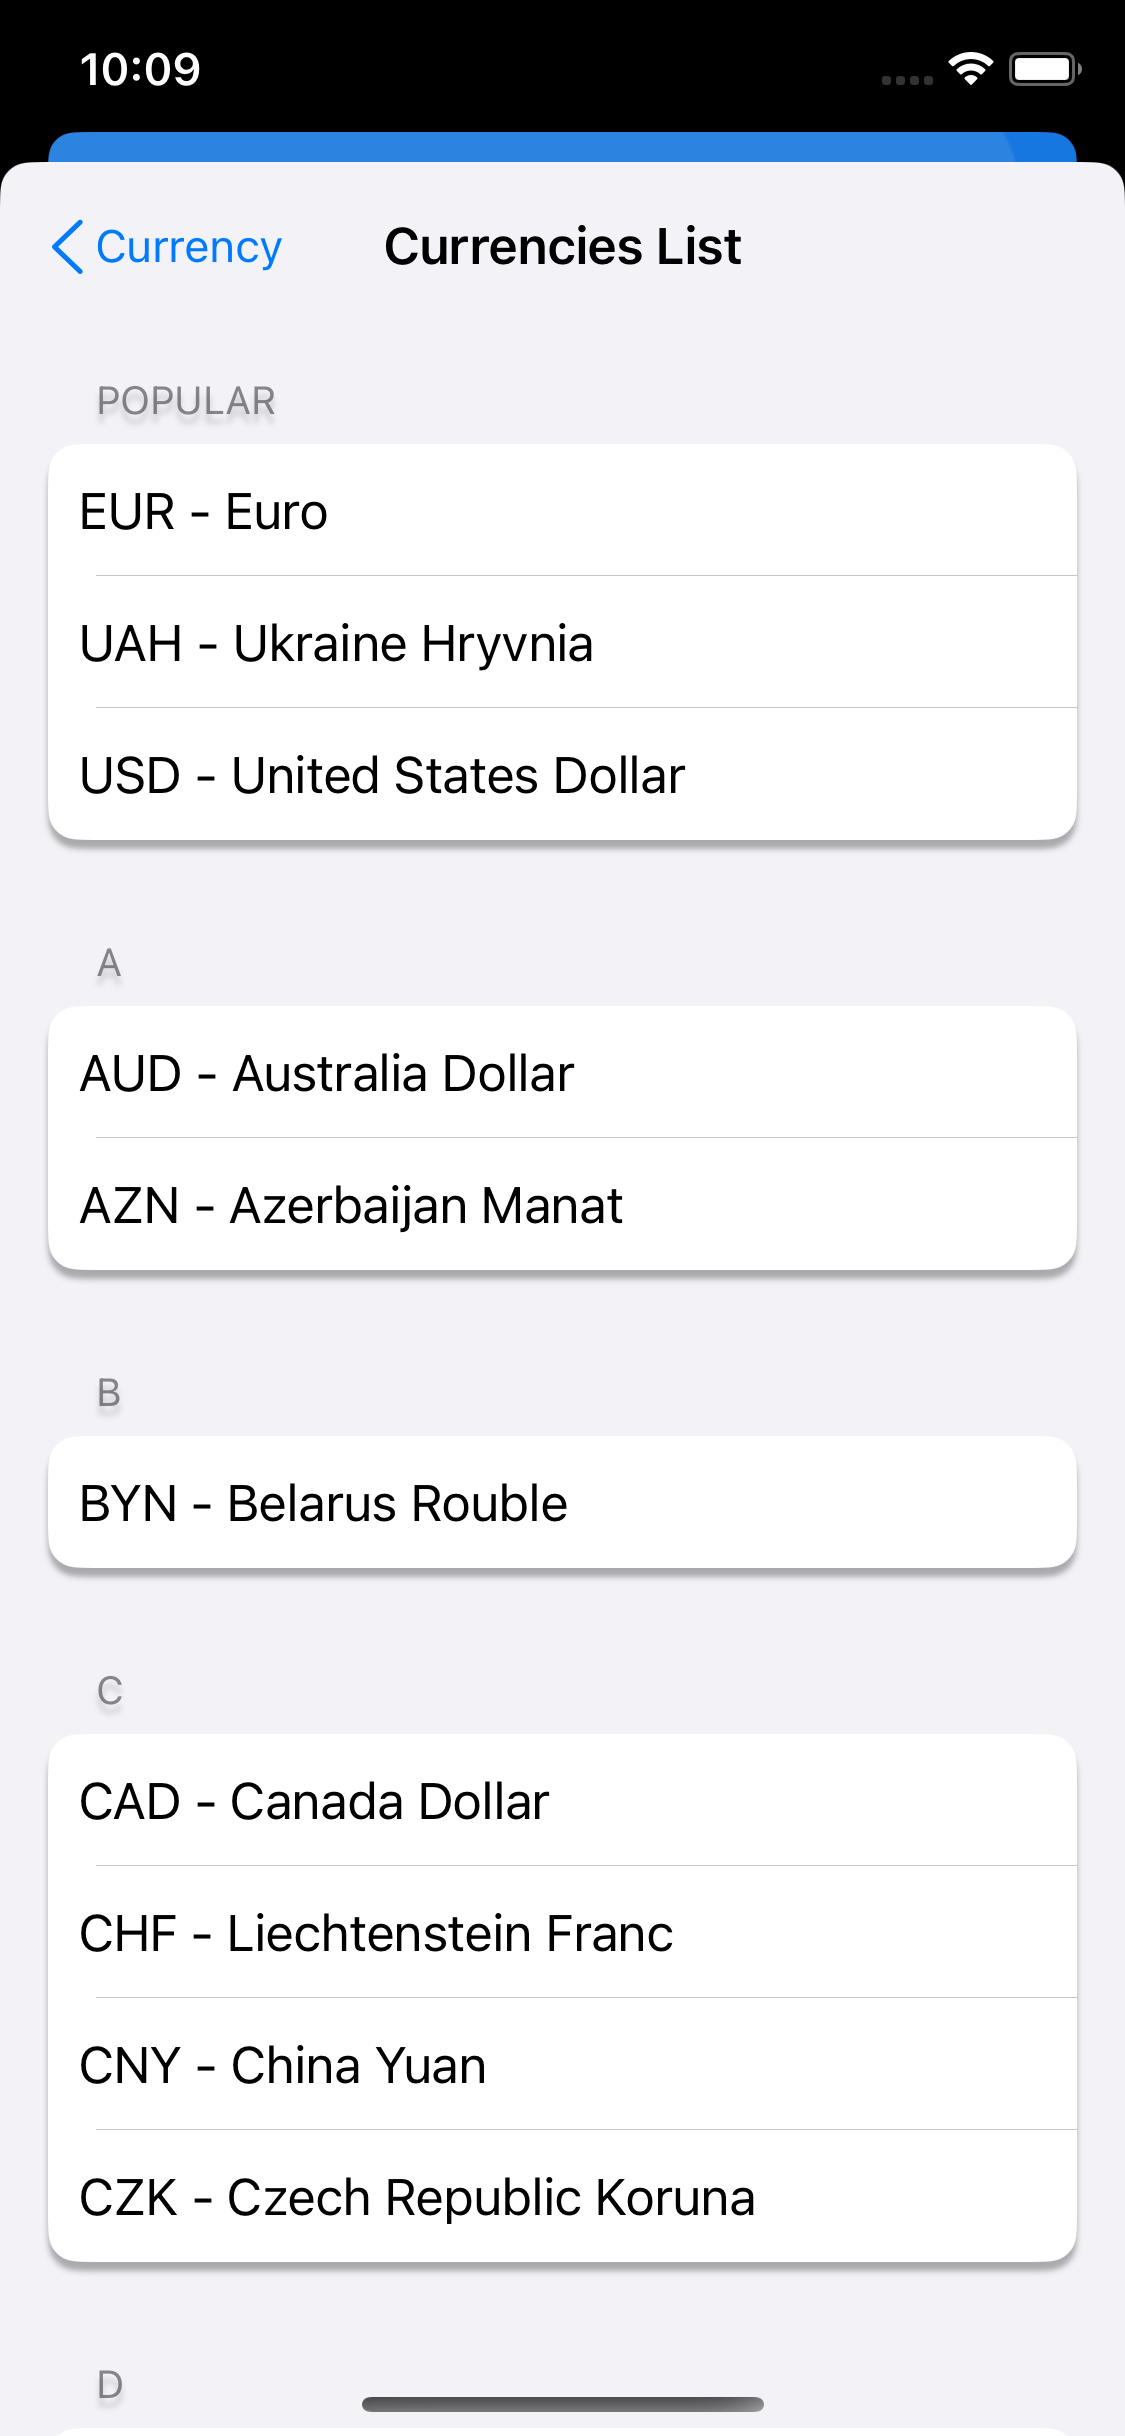 10:09
Currency
Currencies List
POPULAR
EUR - Euro
UAH - Ukraine Hryvnia
USD - United States Dollar
A
AUD - Australia Dollar
AZN - Azerbaijan Manat
B
BYN - Belarus Rouble
C
CAD - Canada Dollar
CHF - Liechtenstein Franc
CNY - China Yuan
CZK - Czech Republic Koruna
D